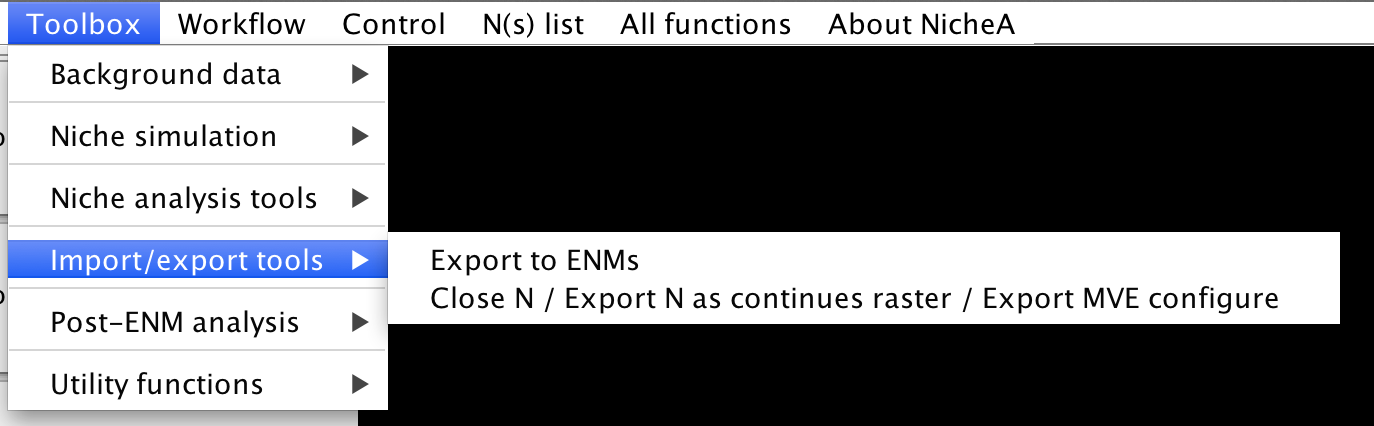 Toolbox Workflow Control N(s) list All functions About NicheA
Background data
Niche simulation
Niche analysis tools
Import/export tools
Export to ENMs
Close N / Export N as continues raster / Export MVE configure
Post-ENM analysis
Utility functions